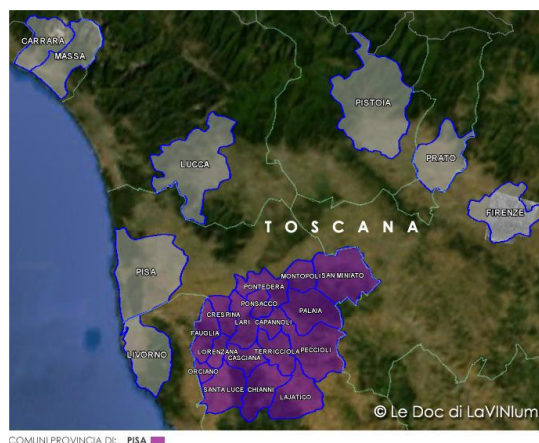 CARRARA
MASSA
PISTOIA
PRATO
LUCCA
FIRENZE
TOSCANA
PISA
MONTOPOLI
SAN MINIATO
PONTEDERA
PONSACCO
CRESPINA
PALAIA
LARI
CAPANNOLI
FAUGLIA
LIVORNO
LORENZANA
TERRICCIOLA
PECCIOLI
CASCIANA
ORCIANO
SANTA LUCE
CHIANNI
LAJATICO
© Le Doc di LaVINIum
COMUNI PROVINCIA DI: PISA